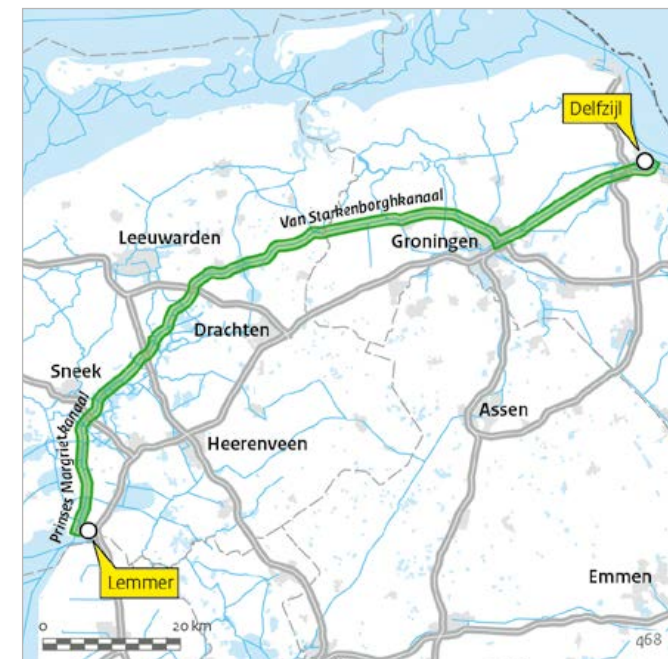 Delfzijl
Van Starkenborghkanaal
Leeuwarden
Groningen
Drachten
Sneek
Assen
Prinses Margrietkanaal
Heerenveen
Lemmer
Emmen
0 20 km
468